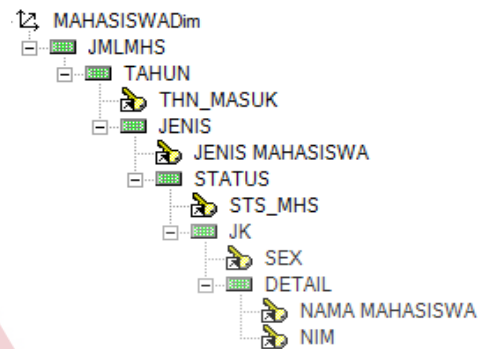 MAHASISWADim
JMLMHS
TAHUN
THN_MASUK
JENIS
JENIS MAHASISWA
STATUS
STS_MHS
JK
SEX
DETAIL
NAMA MAHASISWA
NIM